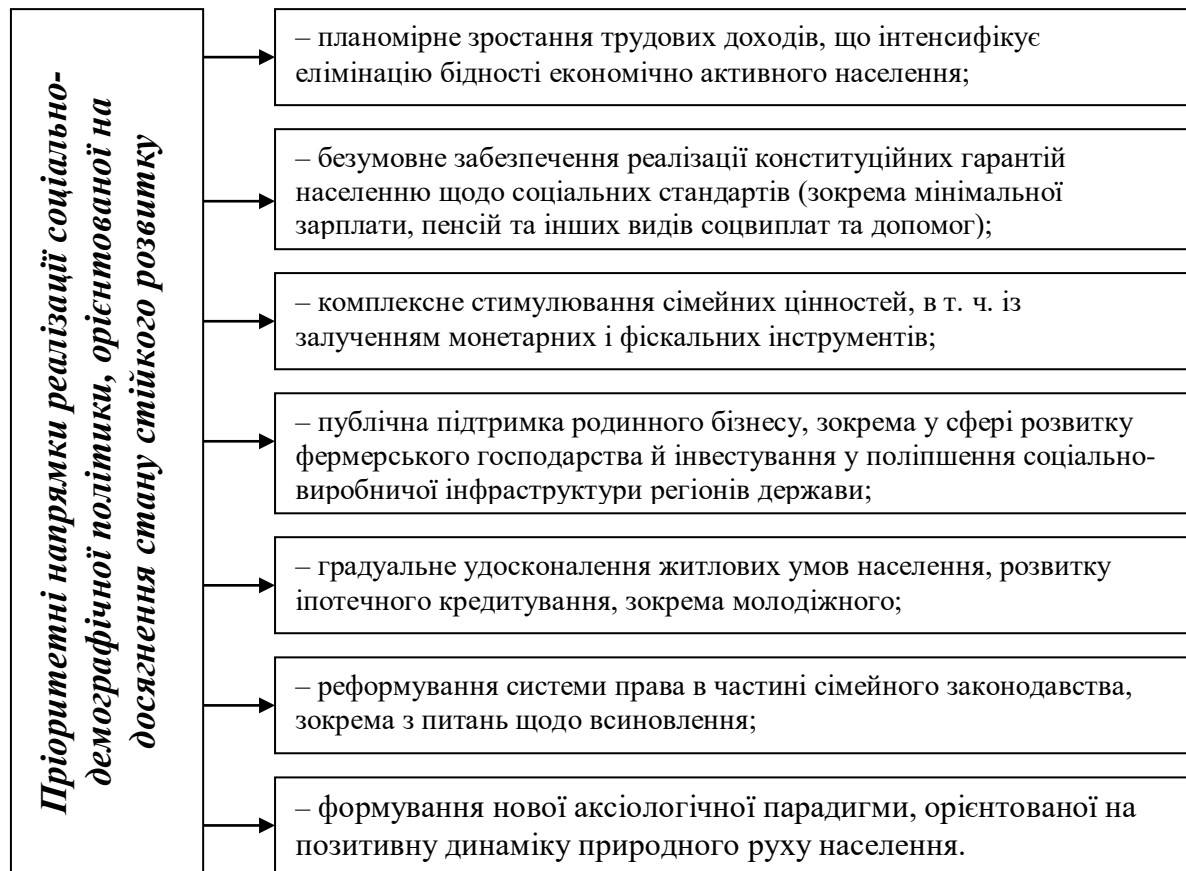 Пріоритетні напрямки реалізації соціально-
демографічної політики, орієнтованої на
досягнення стану стійкого розвитку
– планомірне зростання трудових доходів, що інтенсифікує
елімінацію бідності економічно активного населення;
– безумовне забезпечення реалізації конституційних гарантій
населенню щодо соціальних стандартів (зокрема мінімальної
зарплати, пенсій та інших видів соцвиплат та допомог);
– комплексне стимулювання сімейних цінностей, в т. ч. із
залученням монетарних і фіскальних інструментів;
– публічна підтримка родинного бізнесу, зокрема у сфері розвитку
фермерського господарства й інвестування у поліпшення соціально-
виробничої інфраструктури регіонів держави;
– градуальне удосконалення житлових умов населення, розвитку
іпотечного кредитування, зокрема молодіжного;
– реформування системи права в частині сімейного законодавства,
зокрема з питань щодо всиновлення;
– формування нової аксіологічної парадигми, орієнтованої на
позитивну динаміку природного руху населення.